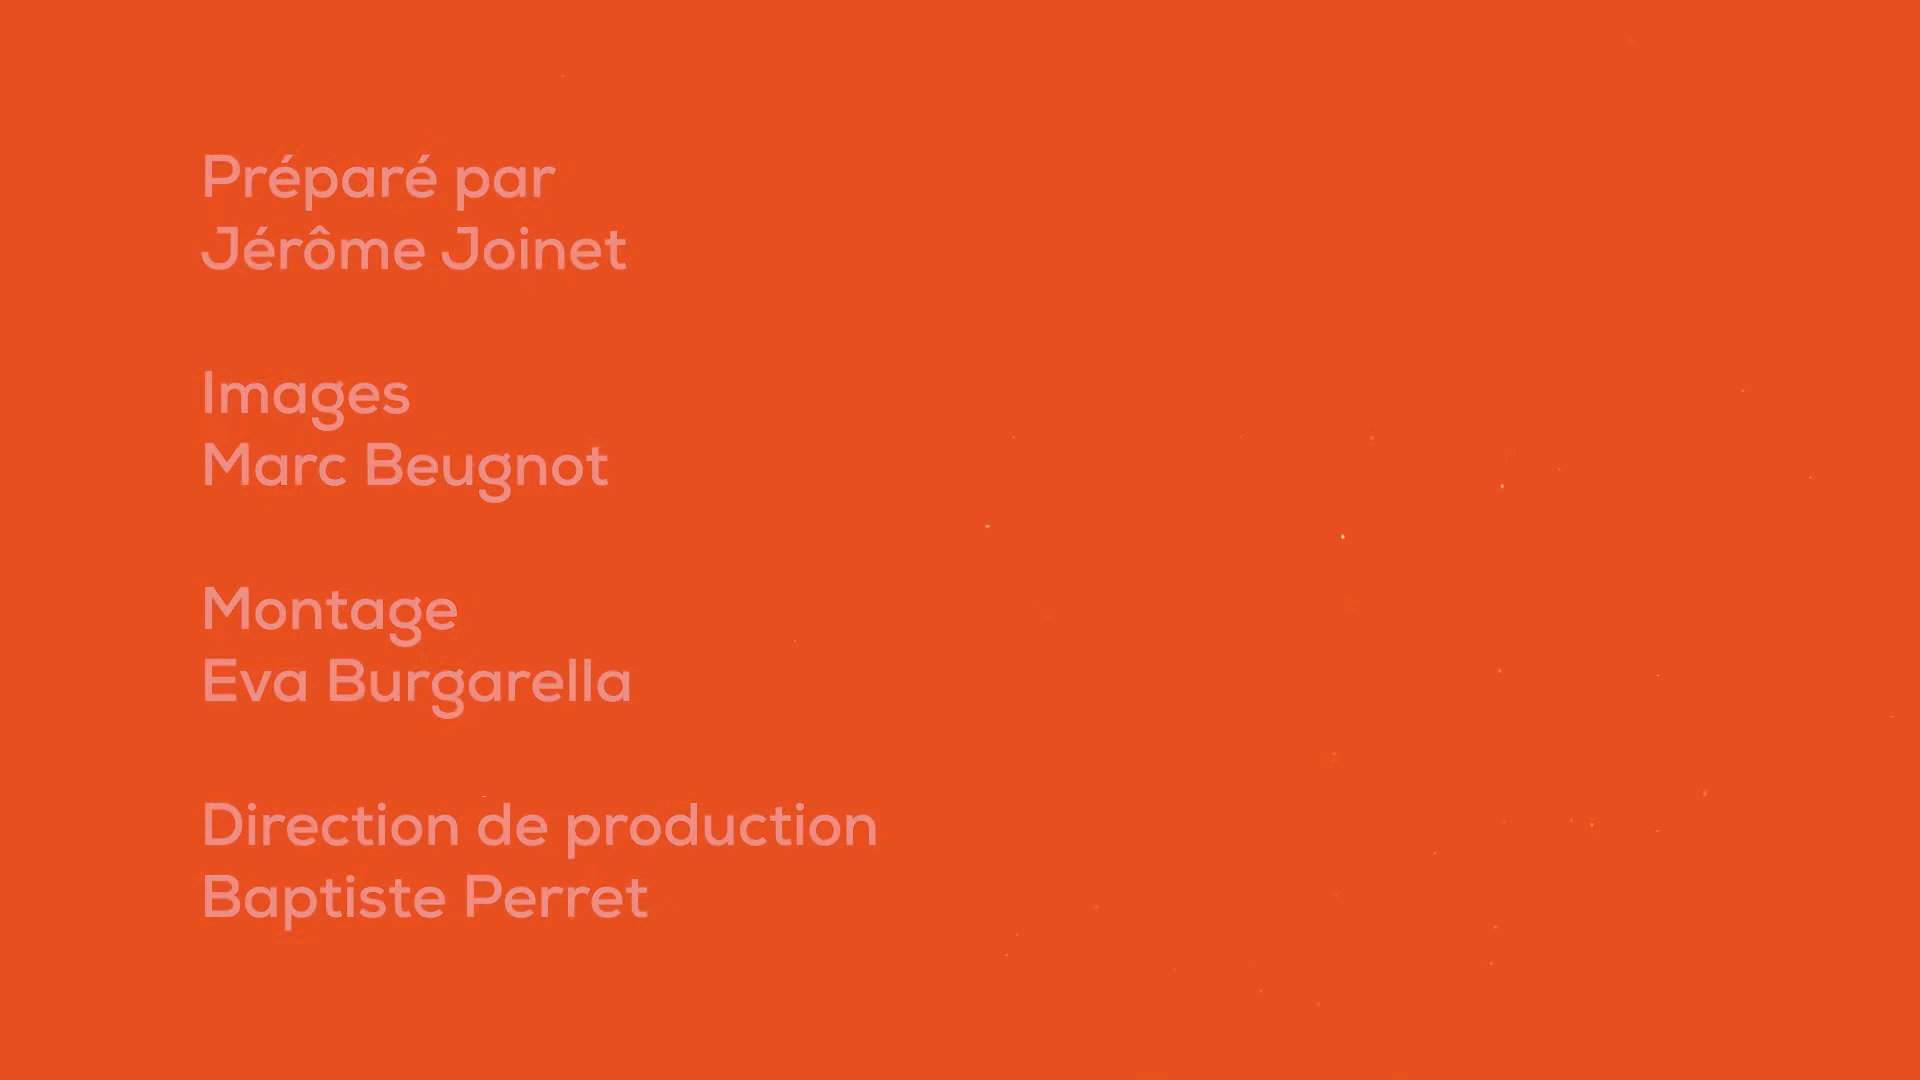 Préparé par
Jérôme Joinet
Images
Marc Beugnot
Montage
Eva Burgarella
Direction de production
Baptiste Perret